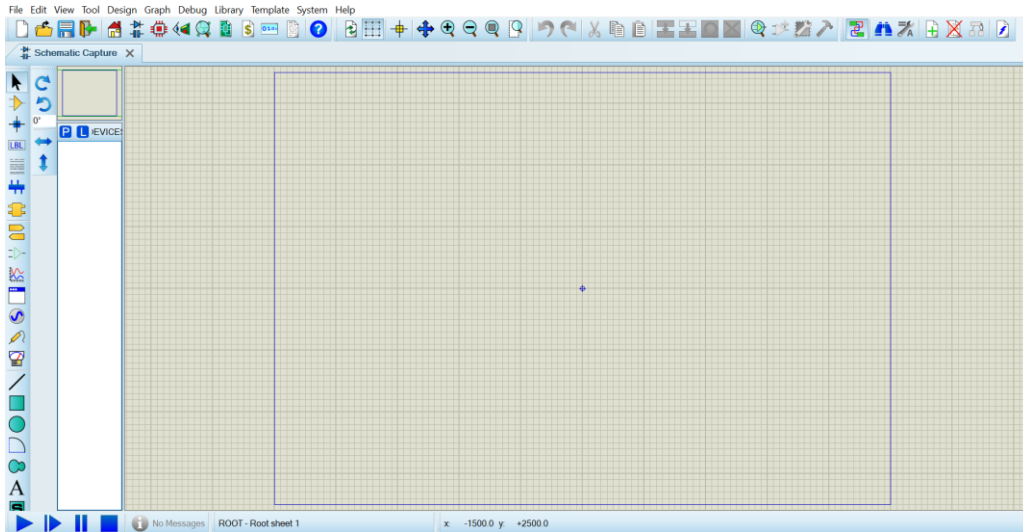 File Edit View Tool Design Graph Debug Library Template System Help
$
?
Schematic Capture X
0°
P L EVICES
LBL
A
S
No Messages ROOT - Root sheet 1 x: -1500.0 y: +2500.0